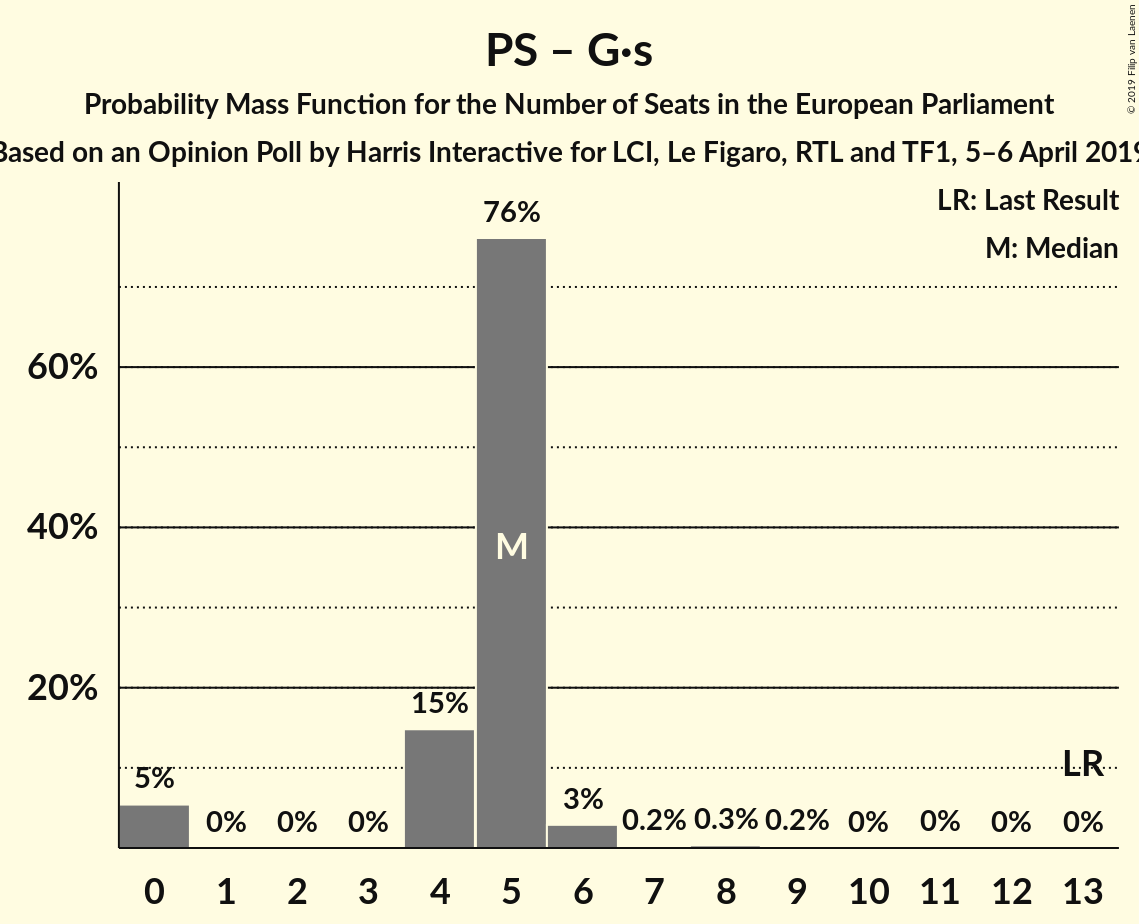 PS – G·s
Probability Mass Function for the Number of Seats in the European Parliament
Based on an Opinion Poll by Harris Interactive for LCI, Le Figaro, RTL and TF1, 5–6 April 2019
© 2019 Filip van Laenen
LR: Last Result
M: Median
76%
60%
M
40%
20%
15%
LR
5%
3%
0% 0% 0% 0.2% 0.3% 0.2% 0% 0% 0% 0%
0 1 2 3 4 5 6 7 8 9 10 11 12 13